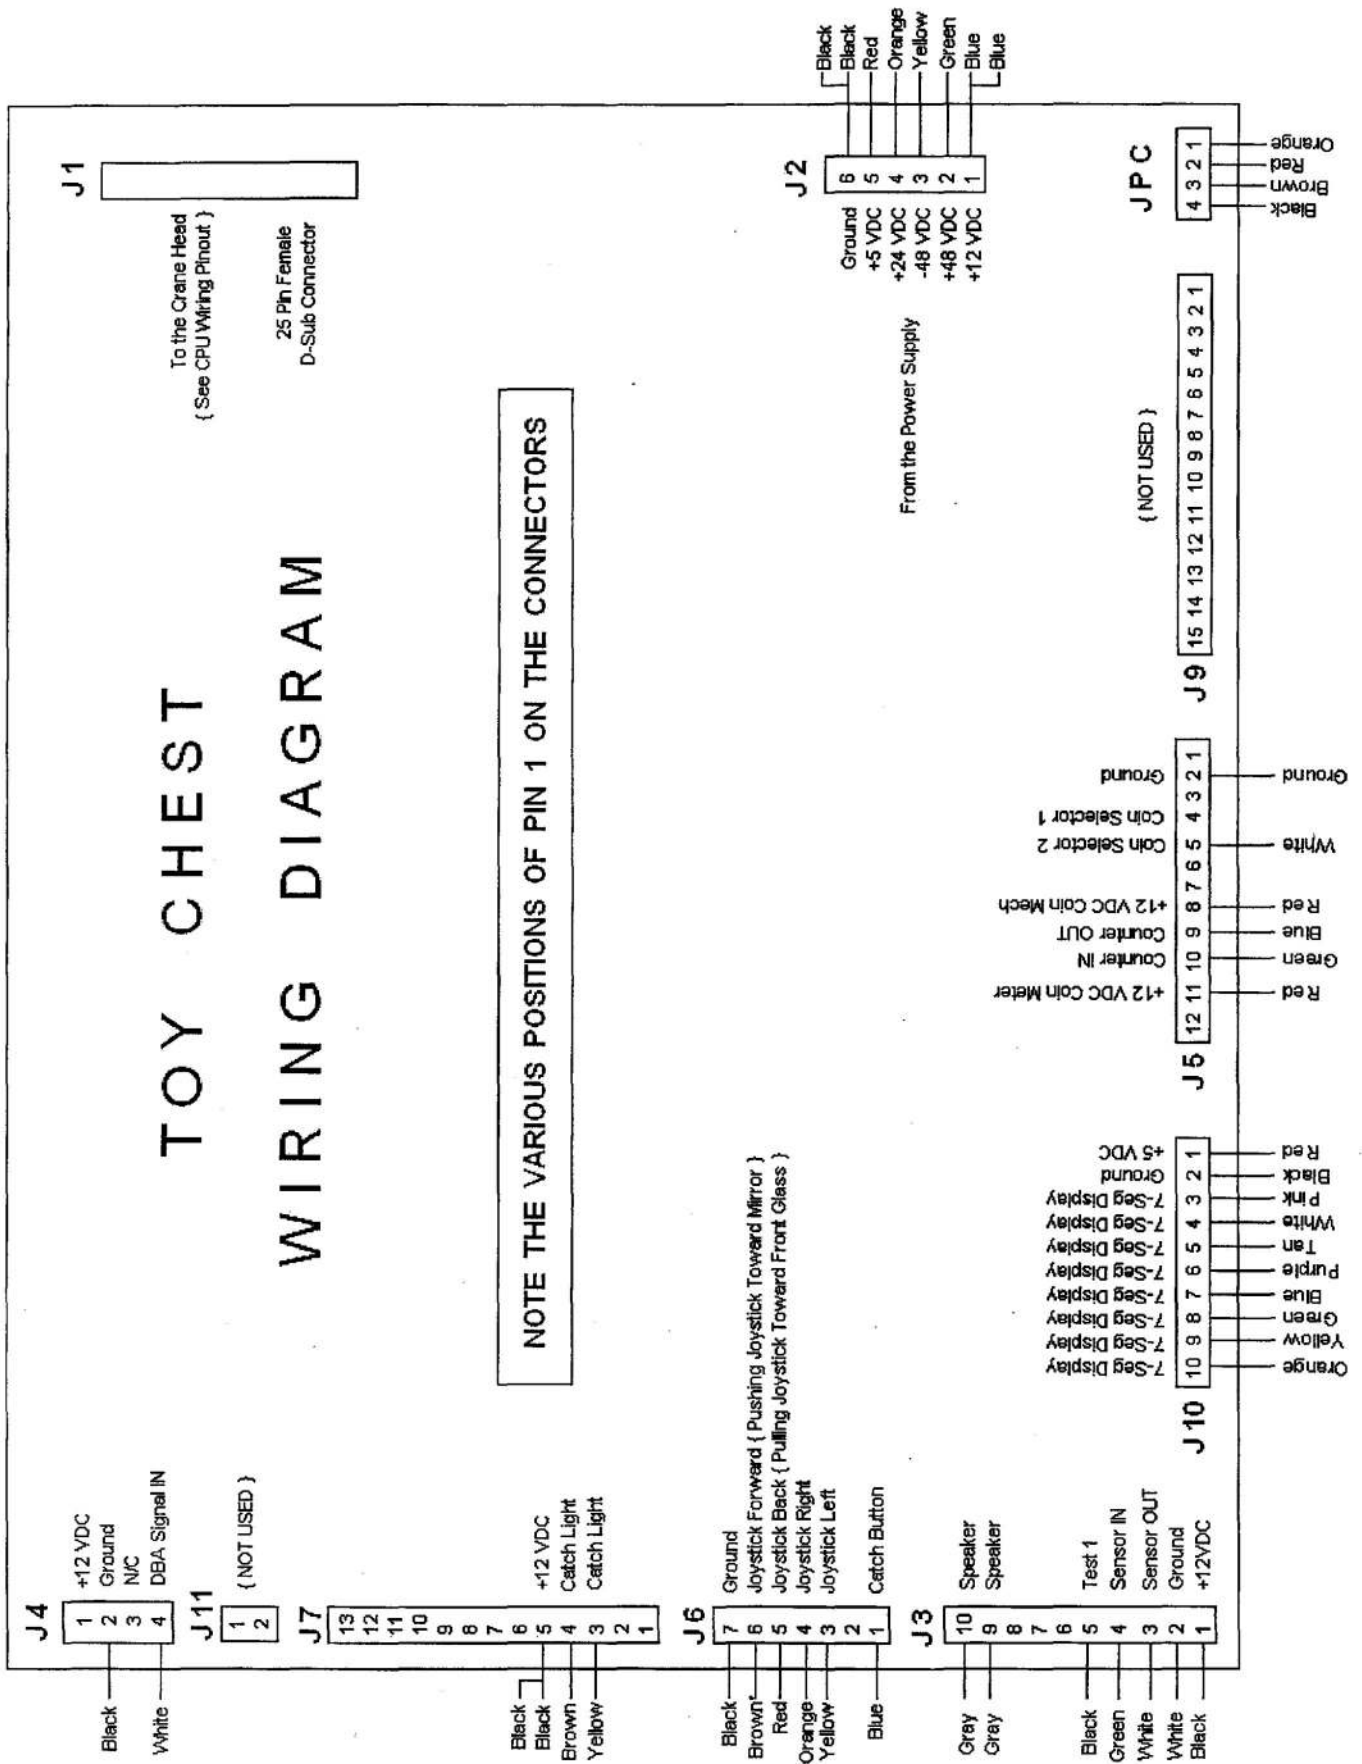 TOY CHEST
WIRING DIAGRAM
NOTE THE VARIOUS POSITIONS OF PIN 1 ON THE CONNECTORS
J4
1 +12 VDC
Black 2 Ground
3 N/C
White 4 DBA Signal IN
J11
1
2
{ NOT USED }
J7
13
12
11
10
9
8
7
Black 6
Black 5 +12 VDC
Brown 4 Catch Light
Yellow 3 Catch Light
2
1
J6
Black 7 Ground
Brown 6 Joystick Forward { Pushing Joystick Toward Mirror }
Red 5 Joystick Back { Pulling Joystick Toward Front Glass }
Orange 4 Joystick Right
Yellow 3 Joystick Left
2
Blue 1 Catch Button
J3
Gray 10 Speaker
Gray 9 Speaker
8
7
6
Black 5 Test 1
Green 4 Sensor IN
White 3 Sensor OUT
White 2 Ground
Black 1 +12VDC
J1
To the Crane Head
{ See CPU Wiring Pinout }
25 Pin Female
D-Sub Connector
J2
From the Power Supply
Black
Ground 6 Black
+5 VDC 5 Red
+24 VDC 4 Orange
-48 VDC 3 Yellow
+48 VDC 2 Green
+12 VDC 1 Blue
Blue
J10
7-Seg Display 10 Orange
7-Seg Display 9 Yellow
7-Seg Display 8 Green
7-Seg Display 7 Blue
7-Seg Display 6 Purple
7-Seg Display 5 Tan
7-Seg Display 4 White
7-Seg Display 3 Pink
Ground 2 Black
+5 VDC 1 Red
J5
12
+12 VDC Coin Meter 11 Red
Counter IN 10 Green
Counter OUT 9 Blue
+12 VDC Coin Mech 8 Red
7
6
Coin Selector 2 5 White
Coin Selector 1 4
3
Ground 2 Ground
1
J9
{ NOT USED }
15 14 13 12 11 10 9 8 7 6 5 4 3 2 1
JPC
4 Black
3 Brown
2 Red
1 Orange